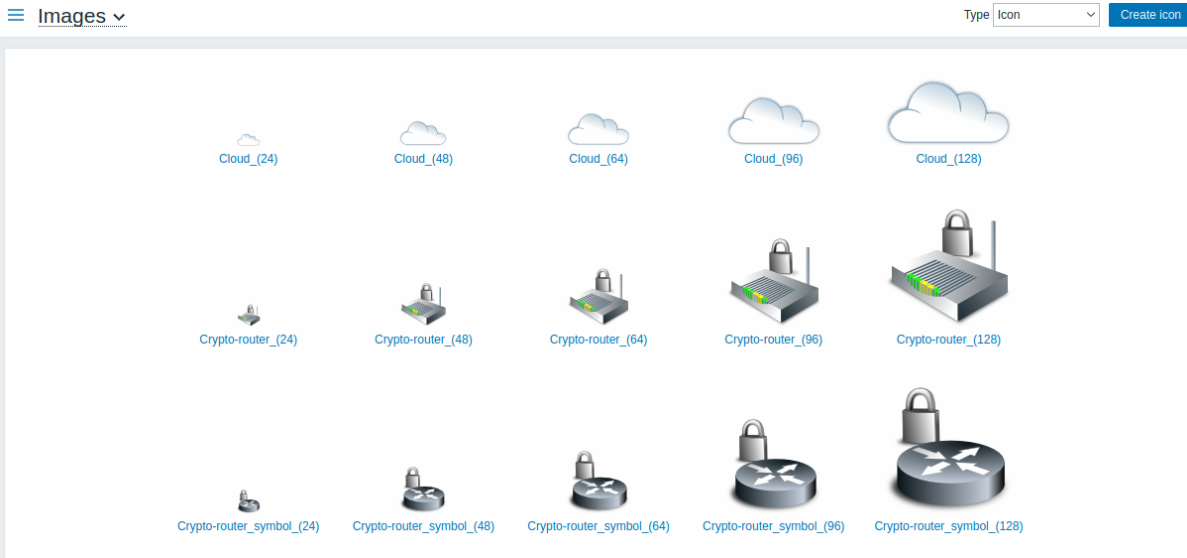 Images
Type Icon Create icon
Cloud_(24) Cloud_(48) Cloud_(64) Cloud_(96) Cloud_(128)
Crypto-router_(24) Crypto-router_(48) Crypto-router_(64) Crypto-router_(96) Crypto-router_(128)
Crypto-router_symbol_(24) Crypto-router_symbol_(48) Crypto-router_symbol_(64) Crypto-router_symbol_(96) Crypto-router_symbol_(128)